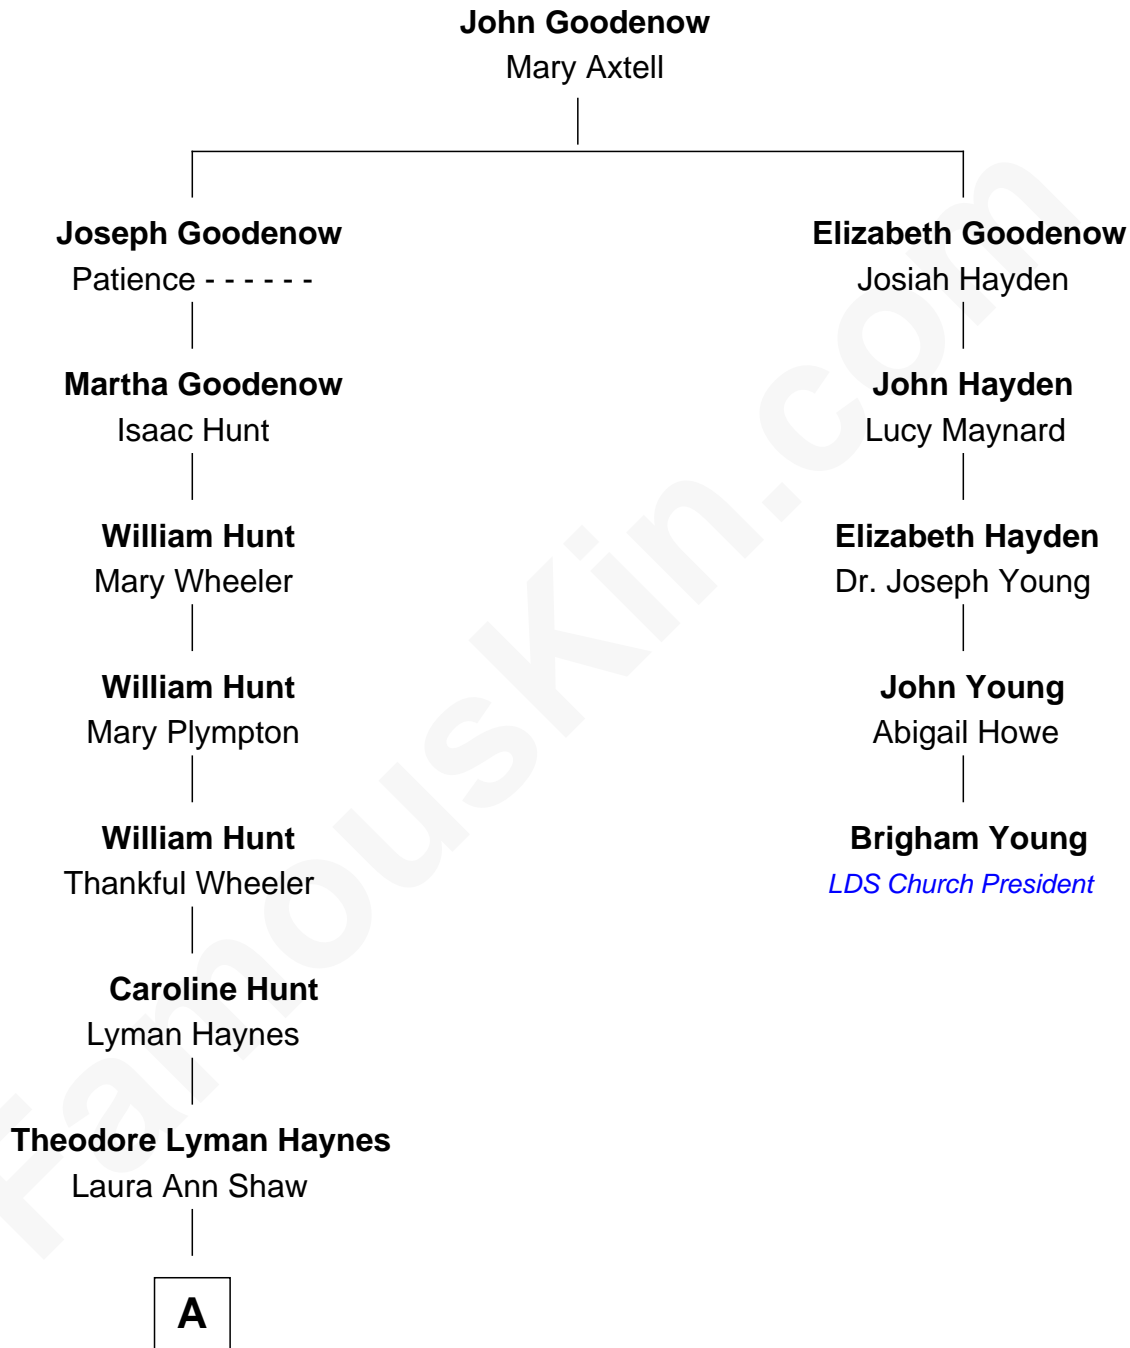 John Goodenow
Mary Axtell
Joseph Goodenow
Patience - - - - - -
Elizabeth Goodenow
Josiah Hayden
Martha Goodenow
Isaac Hunt
John Hayden
Lucy Maynard
William Hunt
Mary Wheeler
Elizabeth Hayden
Dr. Joseph Young
William Hunt
Mary Plympton
John Young
Abigail Howe
William Hunt
Thankful Wheeler
Brigham Young
LDS Church President
Caroline Hunt
Lyman Haynes
Theodore Lyman Haynes
Laura Ann Shaw
A
FamousKin.com